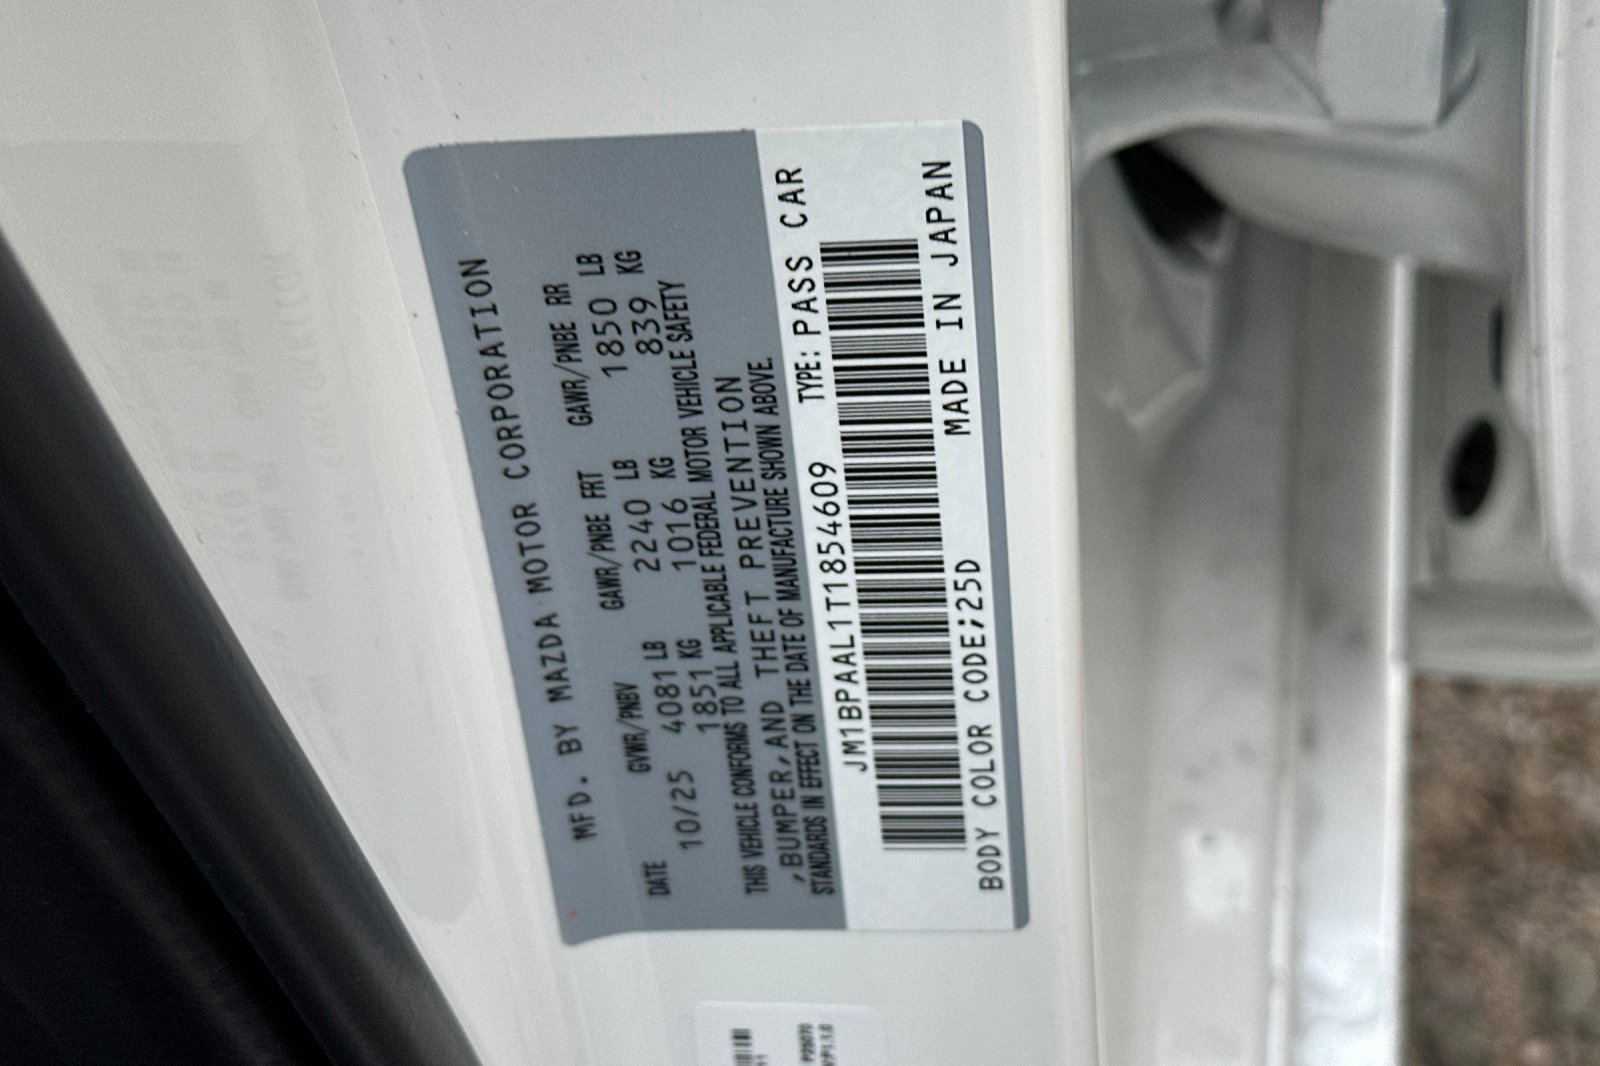 MFD. BY MAZDA MOTOR CORPORATION
DATE GVWR/PNBV GAWR/PNBE FRT GAWR/PNBE RR
10/25 4081 LB 2240 LB 1850 LB
1851 KG 1016 KG 839 KG
THIS VEHICLE CONFORMS TO ALL APPLICABLE FEDERAL MOTOR VEHICLE SAFETY
,BUMPER,AND THEFT PREVENTION
STANDARDS IN EFFECT ON THE DATE OF MANUFACTURE SHOWN ABOVE.
JM1BPAAL1T1854609 TYPE: PASS CAR
BODY COLOR CODE;25D MADE IN JAPAN